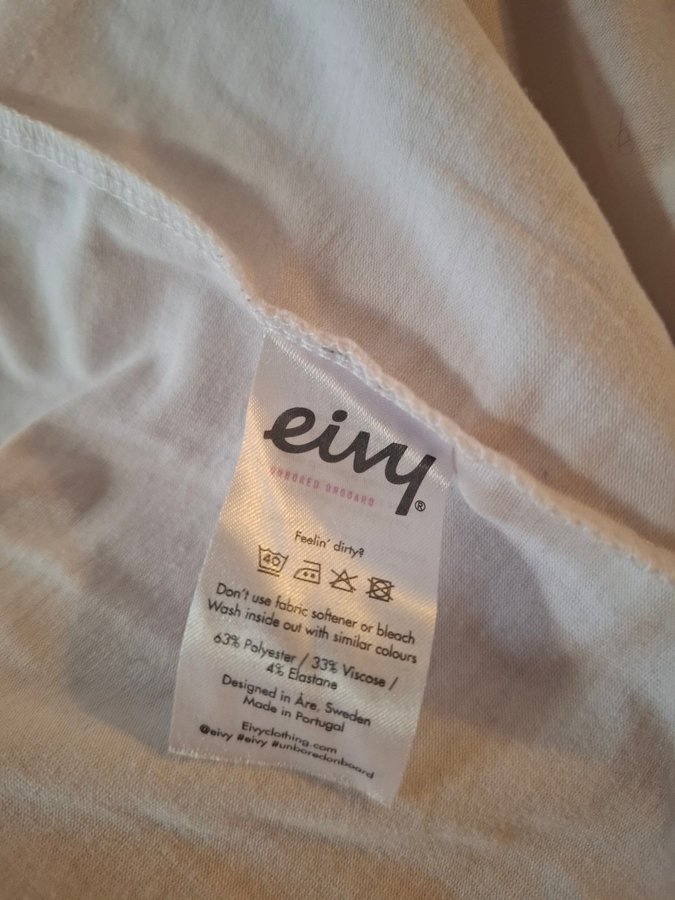 eivy®
UNBORED ONBOARD
Feelin' dirty?
40
Don't use fabric softener or bleach
Wash inside out with similar colours
63% Polyester / 33% Viscose /
4% Elastane
Designed in Åre, Sweden
Made in Portugal
Eivyclothing.com
@eivy #eivy #unboredonboard